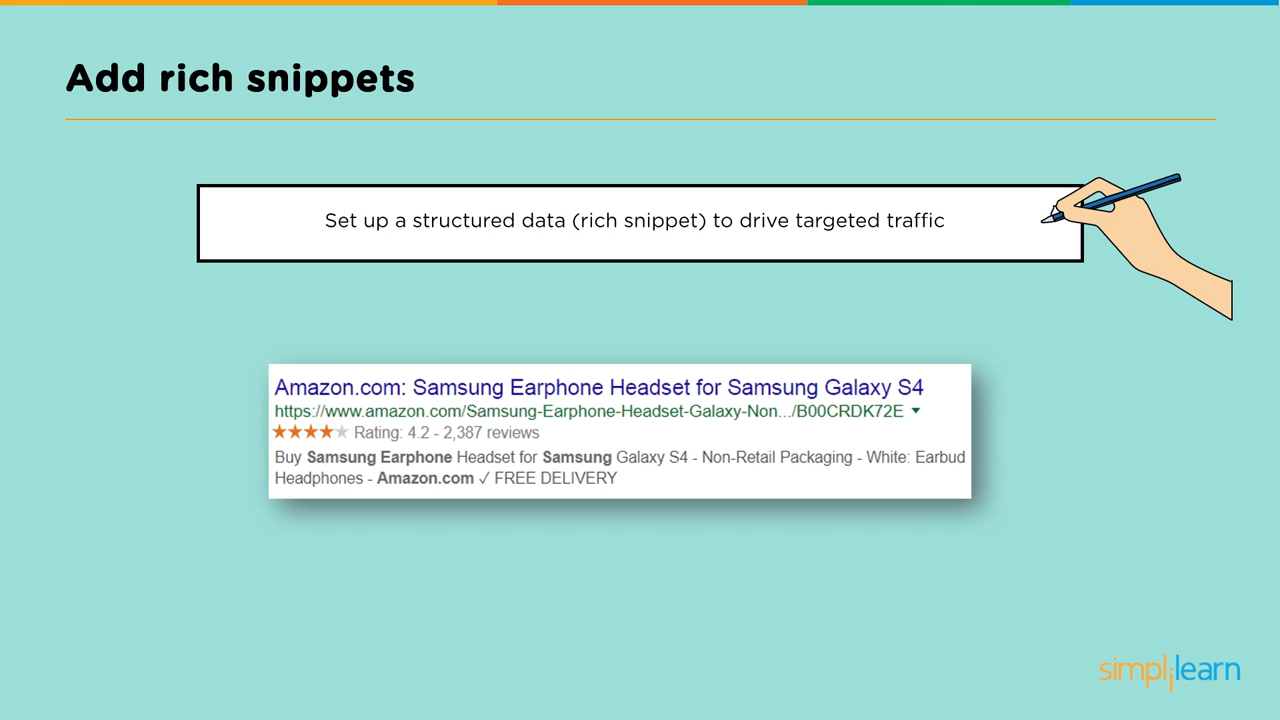 Add rich snippets
Set up a structured data (rich snippet) to drive targeted traffic
Amazon.com: Samsung Earphone Headset for Samsung Galaxy S4
https://www.amazon.com/Samsung-Earphone-Headset-Galaxy-Non.../B00CRDK72E
Rating: 4.2 - 2,387 reviews
Buy Samsung Earphone Headset for Samsung Galaxy S4 - Non-Retail Packaging - White: Earbud
Headphones - Amazon.com ✓ FREE DELIVERY
simplilearn